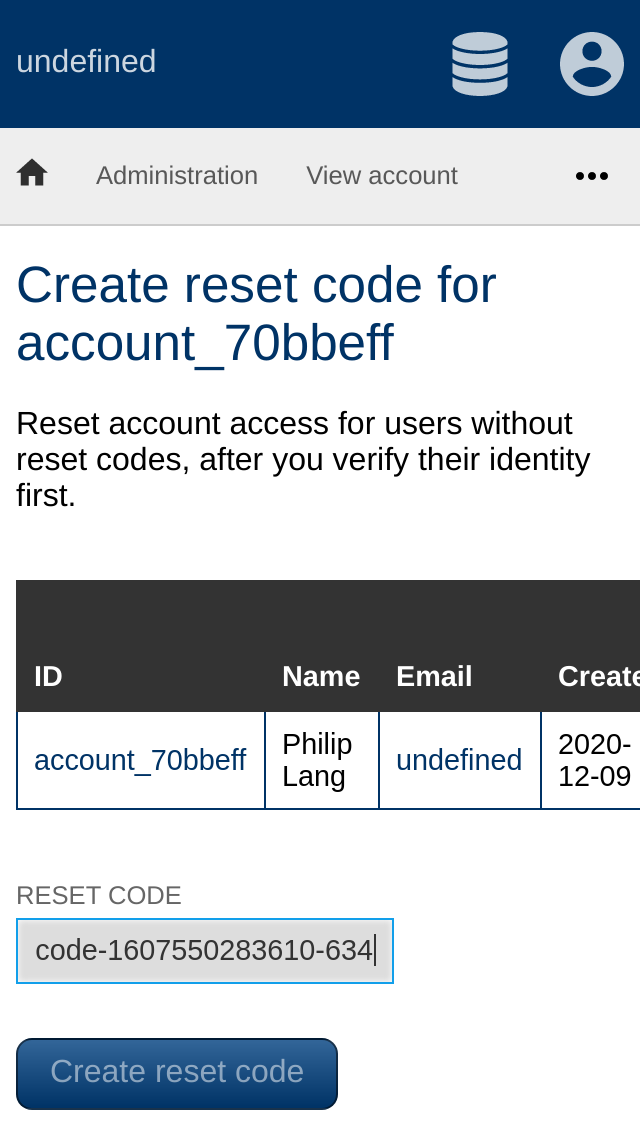 undefined
Administration View account
Create reset code for
account_70bbeff
Reset account access for users without
reset codes, after you verify their identity
first.
ID Name Email Create
account_70bbeff Philip Lang undefined 2020-12-09
RESET CODE
code-1607550283610-634
Create reset code